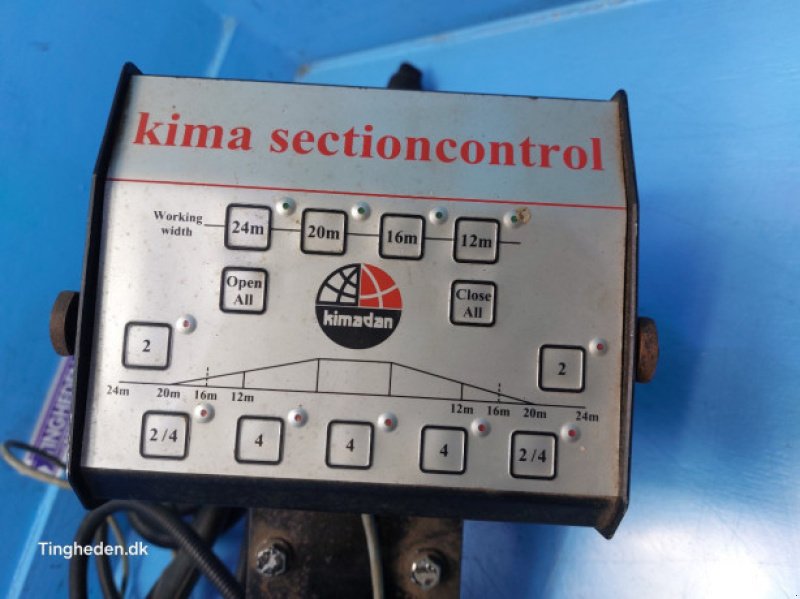 kima sectioncontrol
Working width
24m 20m 16m 12m
Open All
Close All
kimadan
2 2
24m 20m 16m 12m 12m 16m 20m 24m
2/4 4 4 4 2/4
TINGHEDEN
Tingheden.dk